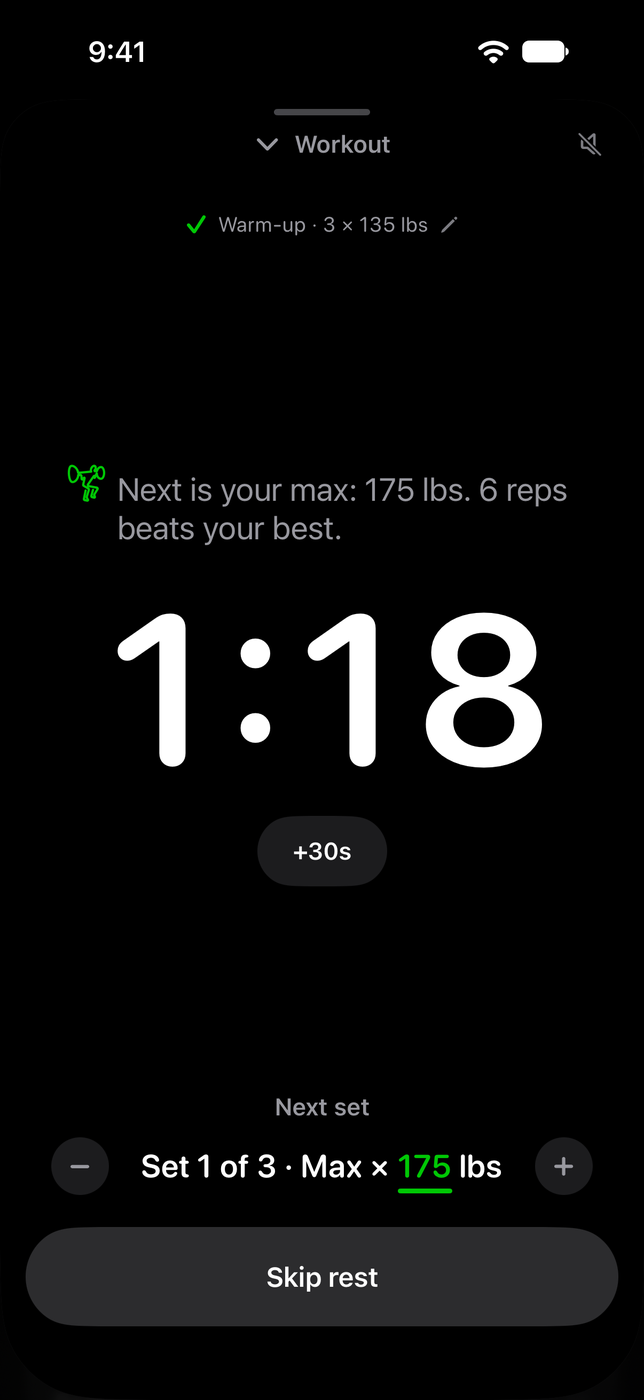 9:41
Workout
Warm-up · 3 × 135 lbs
Next is your max: 175 lbs. 6 reps
beats your best.
1:18
+30s
Next set
− Set 1 of 3 · Max × 175 lbs +
Skip rest